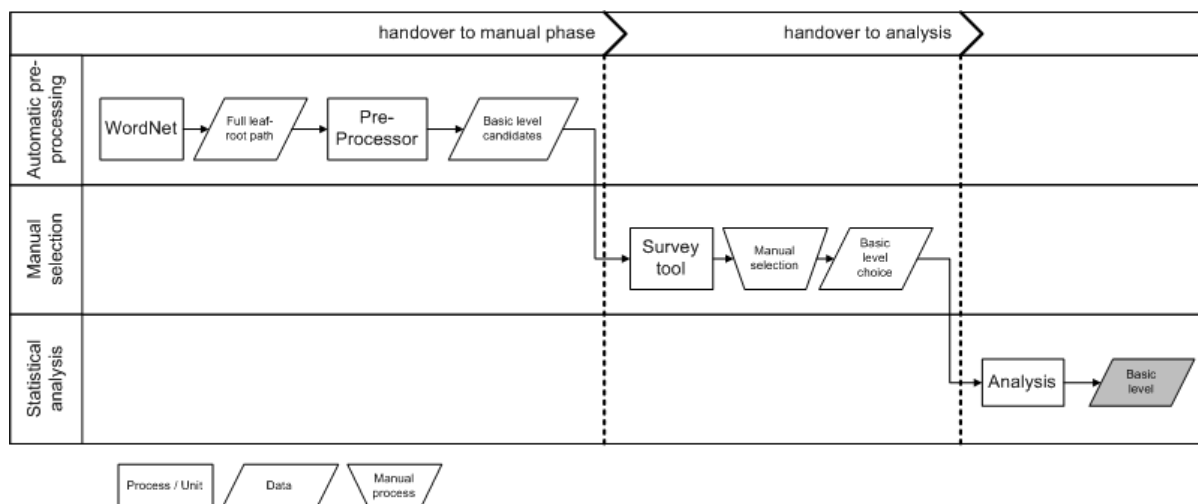 handover to manual phase
handover to analysis
Automatic pre-
processing
WordNet
Full leaf-
root path
Pre-
Processor
Basic level
candidates
Manual
selection
Survey
tool
Manual
selection
Basic
level
choice
Statistical
analysis
Analysis
Basic
level
Process / Unit
Data
Manual
process